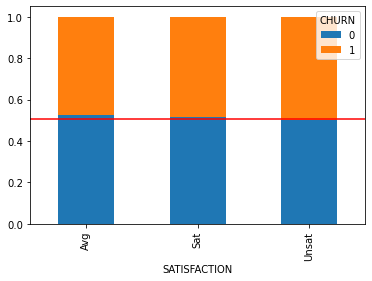 CHURN
0
1
1.0
0.8
0.6
0.4
0.2
0.0
Avg
Sat
Unsat
SATISFACTION